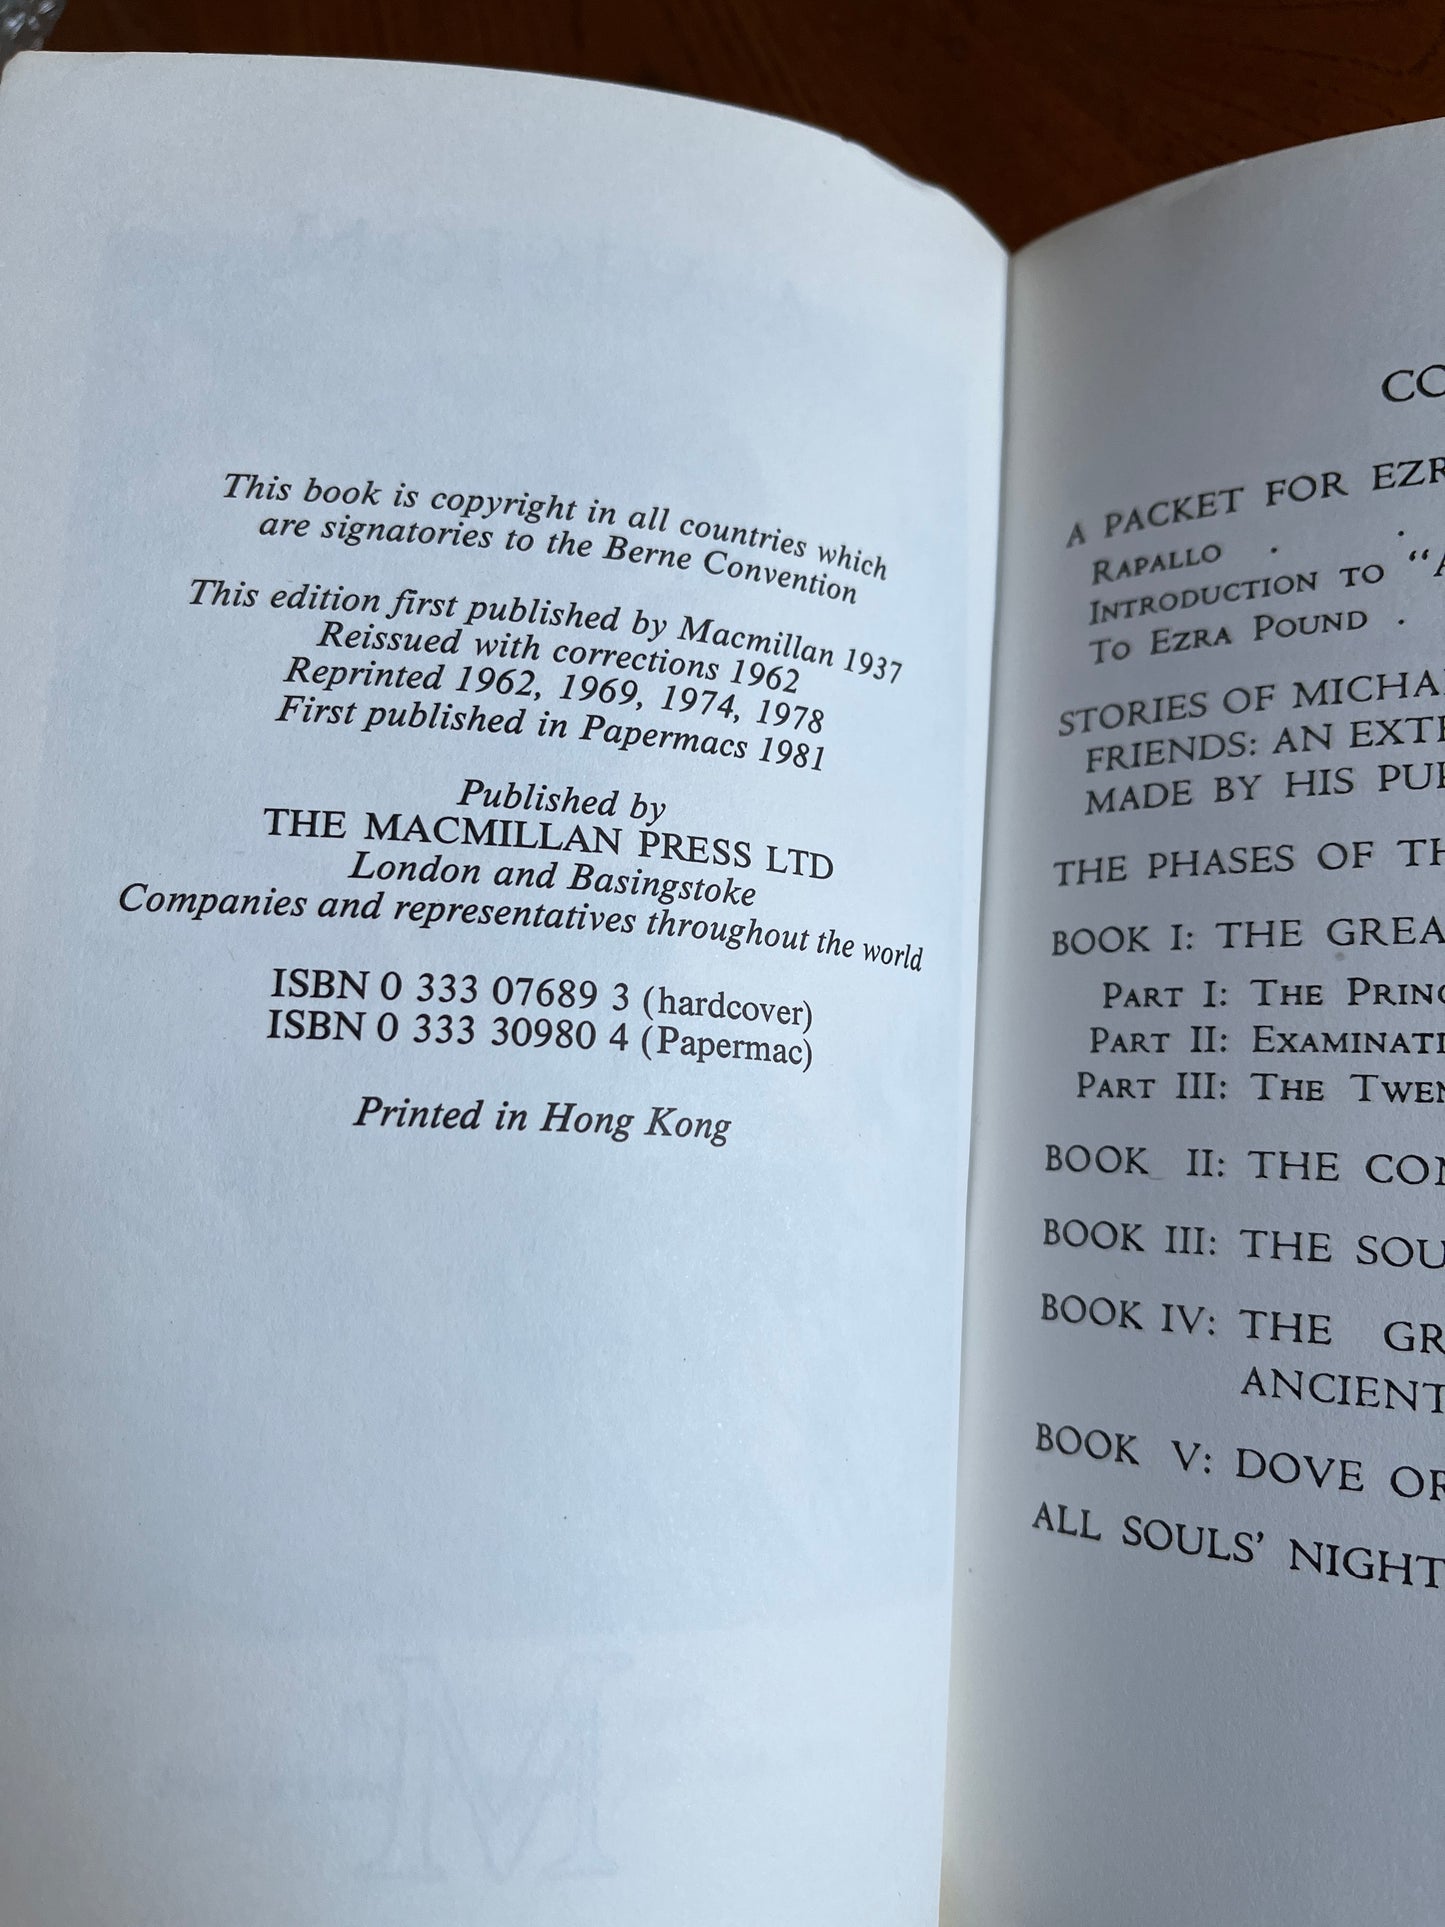 This book is copyright in all countries which
are signatories to the Berne Convention
This edition first published by Macmillan 1937
Reissued with corrections 1962
Reprinted 1962, 1969, 1974, 1978
First published in Papermacs 1981
Published by
THE MACMILLAN PRESS LTD
London and Basingstoke
Companies and representatives throughout the world
ISBN 0 333 07689 3 (hardcover)
ISBN 0 333 30980 4 (Papermac)
Printed in Hong Kong
CO
A PACKET FOR EZR
RAPALLO . .
INTRODUCTION TO "A
TO EZRA POUND .
STORIES OF MICHA
FRIENDS: AN EXT
MADE BY HIS PU
THE PHASES OF TH
BOOK I: THE GREA
PART I: THE PRINC
PART II: EXAMINATI
PART III: THE TWEN
BOOK II: THE COM
BOOK III: THE SOU
BOOK IV: THE GR
ANCIENT
BOOK V: DOVE OR
ALL SOULS' NIGHT